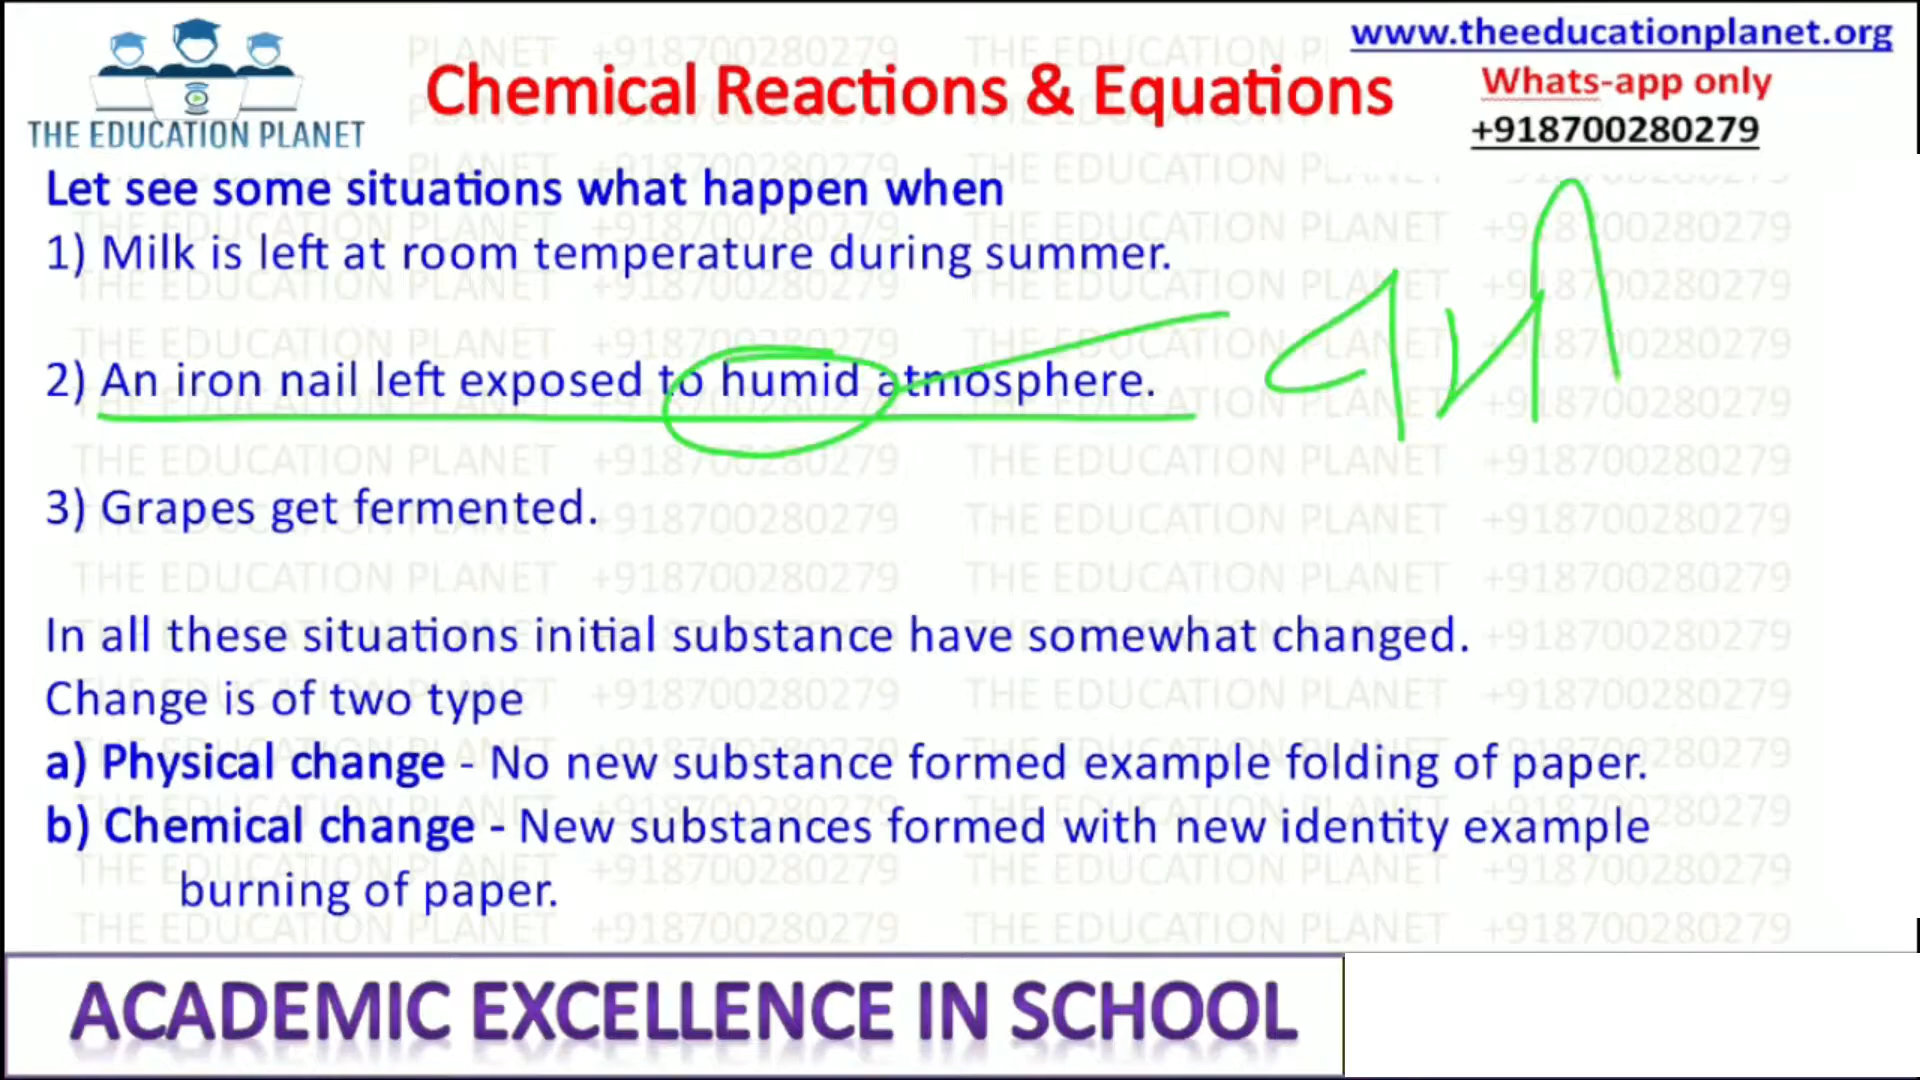 THE EDUCATION PLANET
Chemical Reactions & Equations
www.theeducationplanet.org
Whats-app only
+918700280279
Let see some situations what happen when
1) Milk is left at room temperature during summer.
2) An iron nail left exposed to humid atmosphere.
नमी
3) Grapes get fermented.
In all these situations initial substance have somewhat changed.
Change is of two type
a) Physical change - No new substance formed example folding of paper.
b) Chemical change - New substances formed with new identity example
burning of paper.
ACADEMIC EXCELLENCE IN SCHOOL